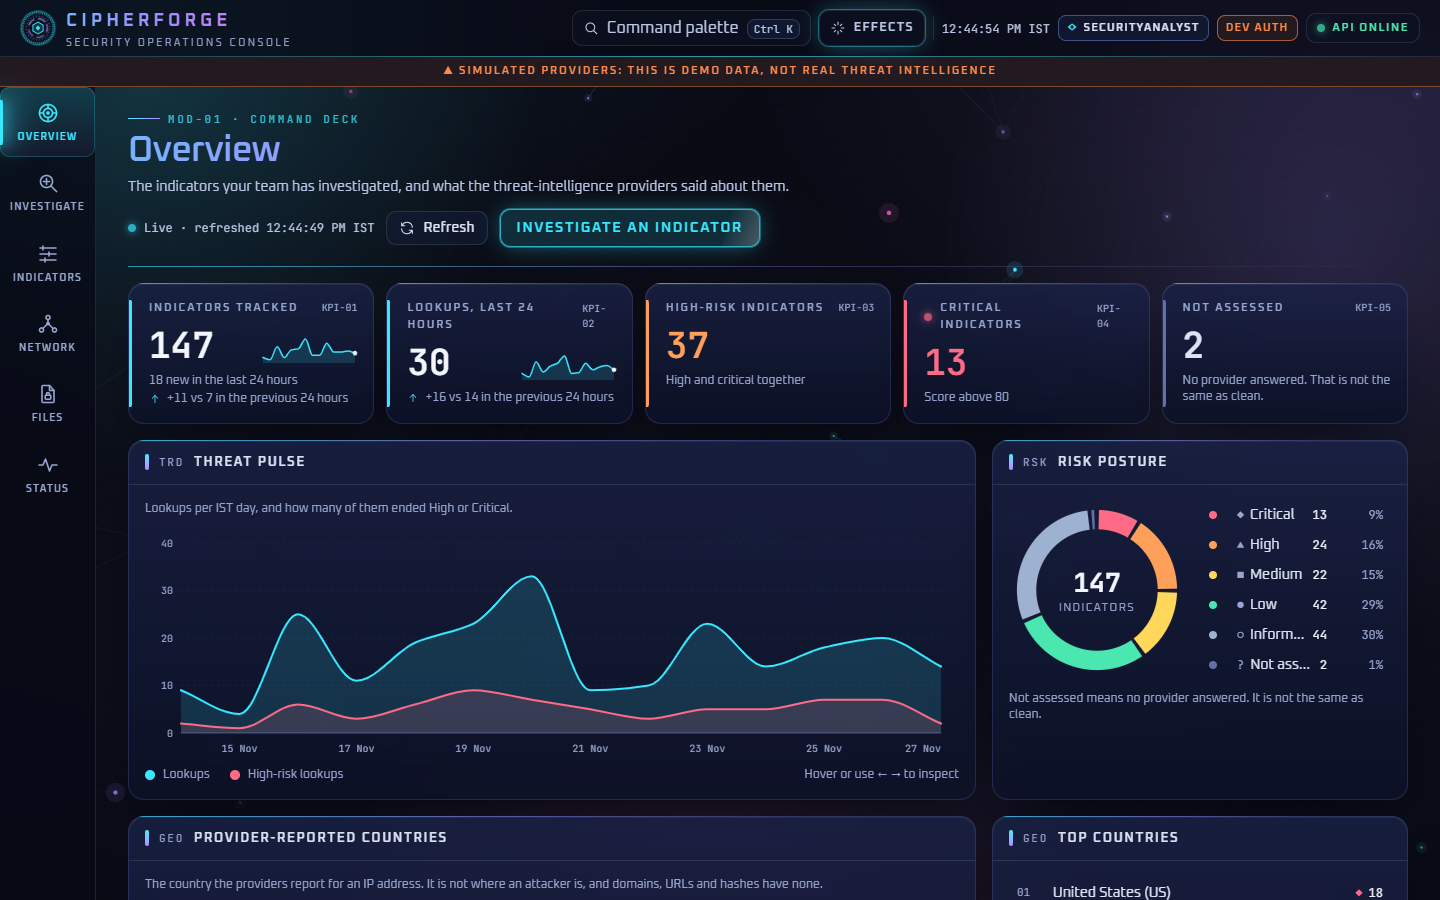 CIPHERFORGE
SECURITY OPERATIONS CONSOLE
Command palette Ctrl K
EFFECTS
12:44:54 PM IST
SECURITYANALYST
DEV AUTH
API ONLINE
SIMULATED PROVIDERS: THIS IS DEMO DATA, NOT REAL THREAT INTELLIGENCE
OVERVIEW
INVESTIGATE
INDICATORS
NETWORK
FILES
STATUS
MOD-01 · COMMAND DECK
Overview
The indicators your team has investigated, and what the threat-intelligence providers said about them.
Live · refreshed 12:44:49 PM IST
Refresh
INVESTIGATE AN INDICATOR
INDICATORS TRACKED KPI-01
147
18 new in the last 24 hours
↑ +11 vs 7 in the previous 24 hours
LOOKUPS, LAST 24
HOURS
KPI-
02
30
↑ +16 vs 14 in the previous 24 hours
HIGH-RISK INDICATORS KPI-03
37
High and critical together
CRITICAL
INDICATORS
KPI-
04
13
Score above 80
NOT ASSESSED KPI-05
2
No provider answered. That is not the
same as clean.
TRD THREAT PULSE
Lookups per IST day, and how many of them ended High or Critical.
40
30
20
10
0
15 Nov 17 Nov 19 Nov 21 Nov 23 Nov 25 Nov 27 Nov
Lookups High-risk lookups Hover or use ← → to inspect
RSK RISK POSTURE
147
INDICATORS
Critical 13 9%
High 24 16%
Medium 22 15%
Low 42 29%
Inform... 44 30%
? Not ass... 2 1%
Not assessed means no provider answered. It is not the same as
clean.
GEO PROVIDER-REPORTED COUNTRIES
The country the providers report for an IP address. It is not where an attacker is, and domains, URLs and hashes have none.
GEO TOP COUNTRIES
01 United States (US) 18